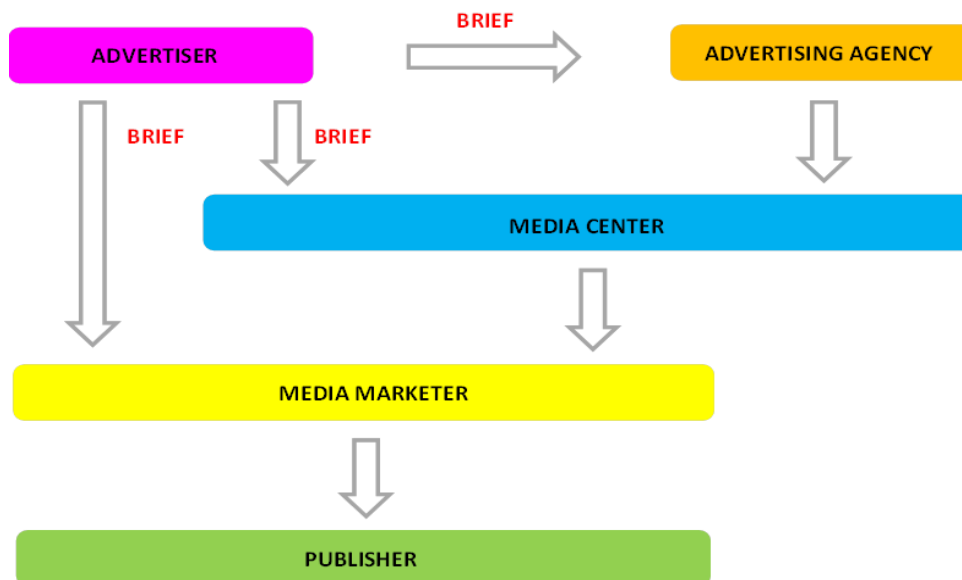 BRIEF
ADVERTISER
ADVERTISING AGENCY
BRIEF
BRIEF
MEDIA CENTER
MEDIA MARKETER
PUBLISHER